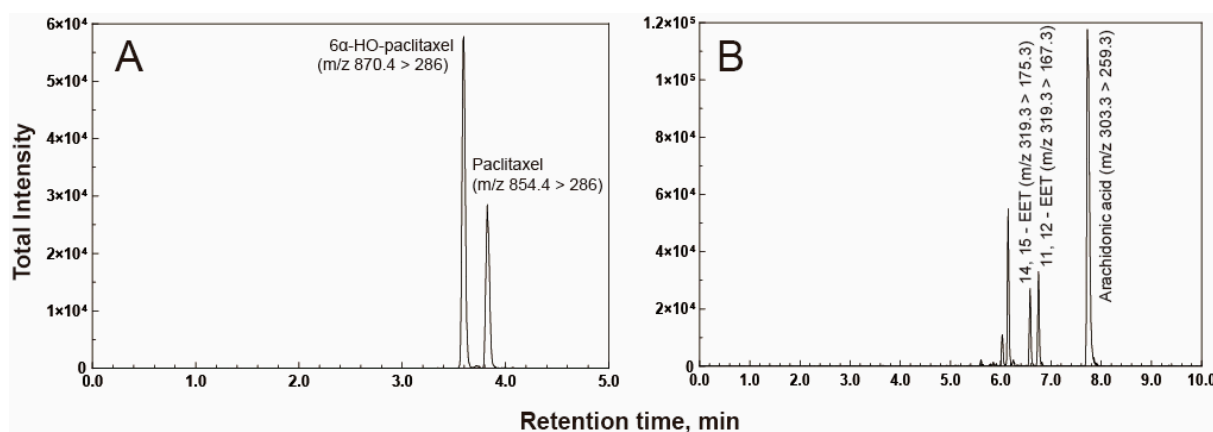 A
6α-HO-paclitaxel
(m/z 870.4 > 286)
Paclitaxel
(m/z 854.4 > 286)
Total Intensity
6×10⁴
5×10⁴
4×10⁴
3×10⁴
2×10⁴
1×10⁴
0
0.0 1.0 2.0 3.0 4.0 5.0
B
14, 15 - EET (m/z 319.3 > 175.3)
11, 12 - EET (m/z 319.3 > 167.3)
Arachidonic acid (m/z 303.3 > 259.3)
1.2×10⁵
1×10⁵
8×10⁴
6×10⁴
4×10⁴
2×10⁴
0
0.0 1.0 2.0 3.0 4.0 5.0 6.0 7.0 8.0 9.0 10.0
Retention time, min